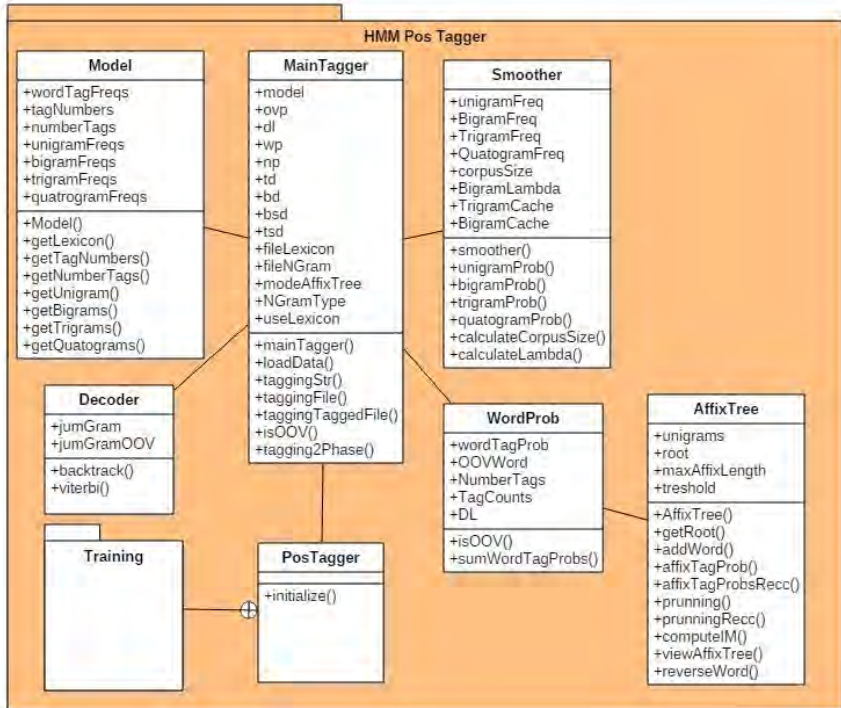 HMM Pos Tagger
Model
+wordTagFreqs
+tagNumbers
+numberTags
+unigramFreqs
+bigramFreqs
+trigramFreqs
+quatrogramFreqs
+Model()
+getLexicon()
+getTagNumbers()
+getNumberTags()
+getUnigram()
+getBigrams()
+getTrigrams()
+getQuatograms()
MainTagger
+model
+ovp
+dl
+wp
+np
+td
+bd
+bsd
+tsd
+fileLexicon
+fileNGram
+modeAffixTree
+NGramType
+useLexicon
+mainTagger()
+loadData()
+taggingStr()
+taggingFile()
+taggingTaggedFile()
+isOOV()
+tagging2Phase()
Smoother
+unigramFreq
+BigramFreq
+TrigramFreq
+QuatogramFreq
+corpusSize
+BigramLambda
+TrigramCache
+BigramCache
+smoother()
+unigramProb()
+bigramProb()
+trigramProb()
+quatogramProb()
+calculateCorpusSize()
+calculateLambda()
Decoder
+jumGram
+jumGramOOV
+backtrack()
+viterbi()
WordProb
+wordTagProb
+OOVWord
+NumberTags
+TagCounts
+DL
+isOOV()
+sumWordTagProbs()
AffixTree
+unigrams
+root
+maxAffixLength
+treshold
+AffixTree()
+getRoot()
+addWord()
+affixTagProb()
+affixTagProbsRecc()
+prunning()
+prunningRecc()
+computeIM()
+viewAffixTree()
+reverseWord()
Training
PosTagger
+initialize()